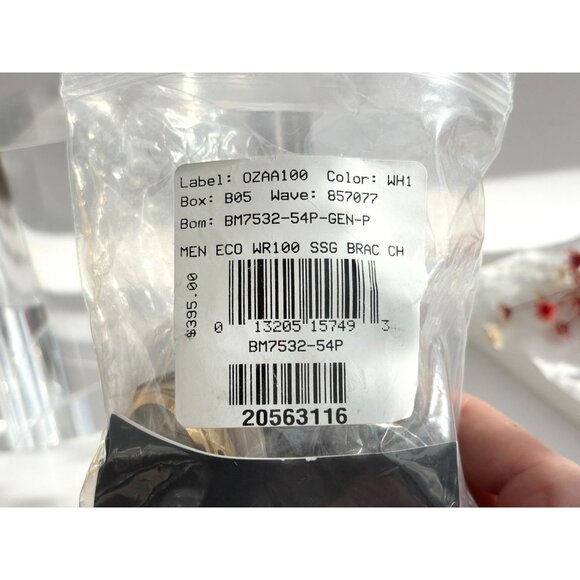 Label: OZAA100 Color: WH1
Box: B05 Wave: 857077
Bom: BM7532-54P-GEN-P
MEN ECO WR100 SSG BRAC CH
$395.00
0 13205 15749 3
BM7532-54P
20563116